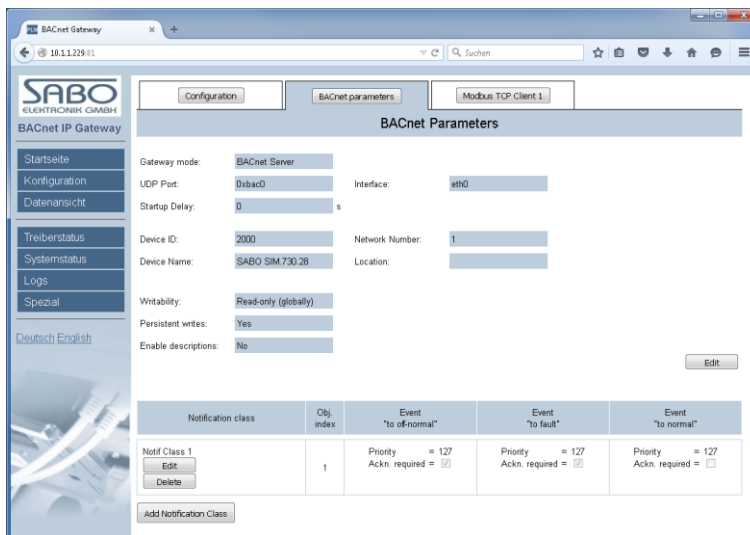 BACnet Gateway
10.1.1.229:81
Suchen
SABO
ELEKTRONIK GMBH
BACnet IP Gateway
Startseite
Konfiguration
Datenansicht
Treiberstatus
Systemstatus
Logs
Spezial
Deutsch English
Configuration BACnet parameters Modbus TCP Client 1
BACnet Parameters
Gateway mode: BACnet Server
UDP Port: 0xbac0 Interface: eth0
Startup Delay: 0 s
Device ID: 2000 Network Number: 1
Device Name: SABO SIM.730.28 Location:
Writability: Read-only (globally)
Persistent writes: Yes
Enable descriptions: No
Edit
Notification class Obj. index Event "to off-normal" Event "to fault" Event "to normal"
Notif Class 1
Edit
Delete
1
Priority = 127 Priority = 127 Priority = 127
Ackn. required = Ackn. required = Ackn. required =
Add Notification Class